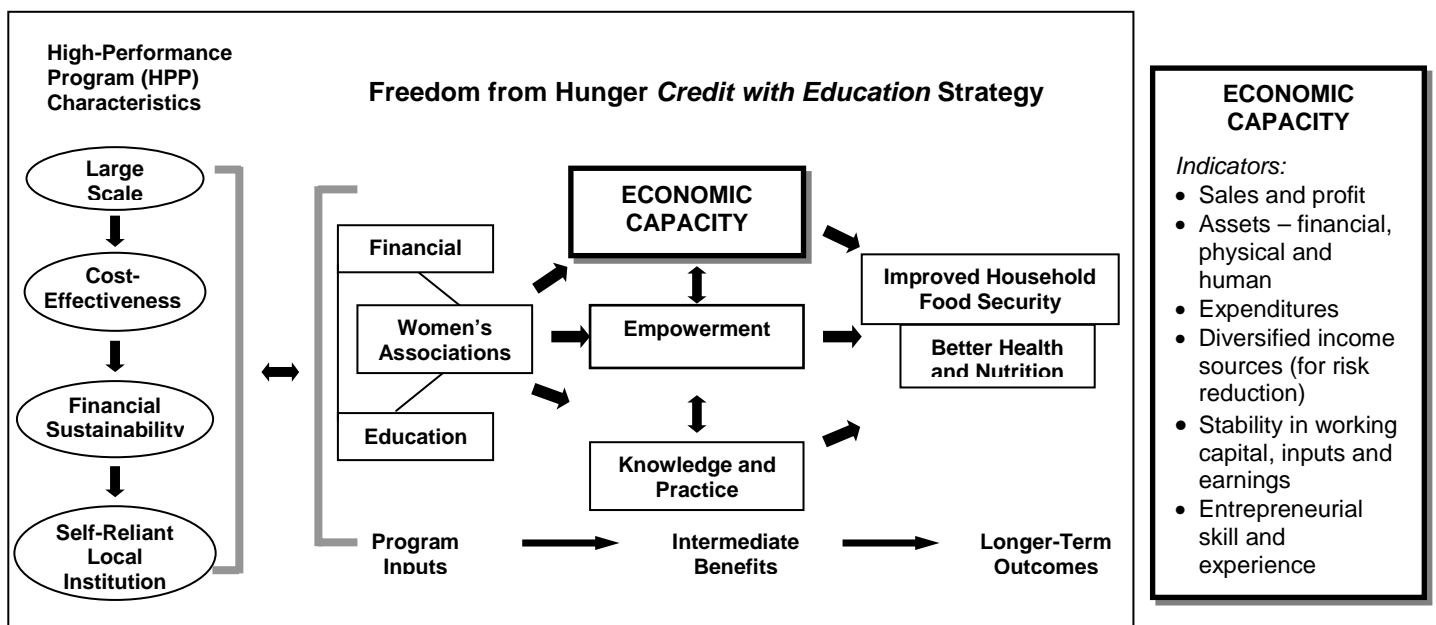 High-Performance
Program (HPP)
Characteristics
Freedom from Hunger Credit with Education Strategy
Large
Scale
Cost-
Effectiveness
Financial
Sustainability
Self-Reliant
Local
Institution
Financial
Women's
Associations
Education
ECONOMIC
CAPACITY
Empowerment
Knowledge and
Practice
Improved Household
Food Security
Better Health
and Nutrition
Program
Inputs
Intermediate
Benefits
Longer-Term
Outcomes
ECONOMIC
CAPACITY
Indicators:
• Sales and profit
• Assets – financial,
physical and
human
• Expenditures
• Diversified income
sources (for risk
reduction)
• Stability in working
capital, inputs and
earnings
• Entrepreneurial
skill and
experience